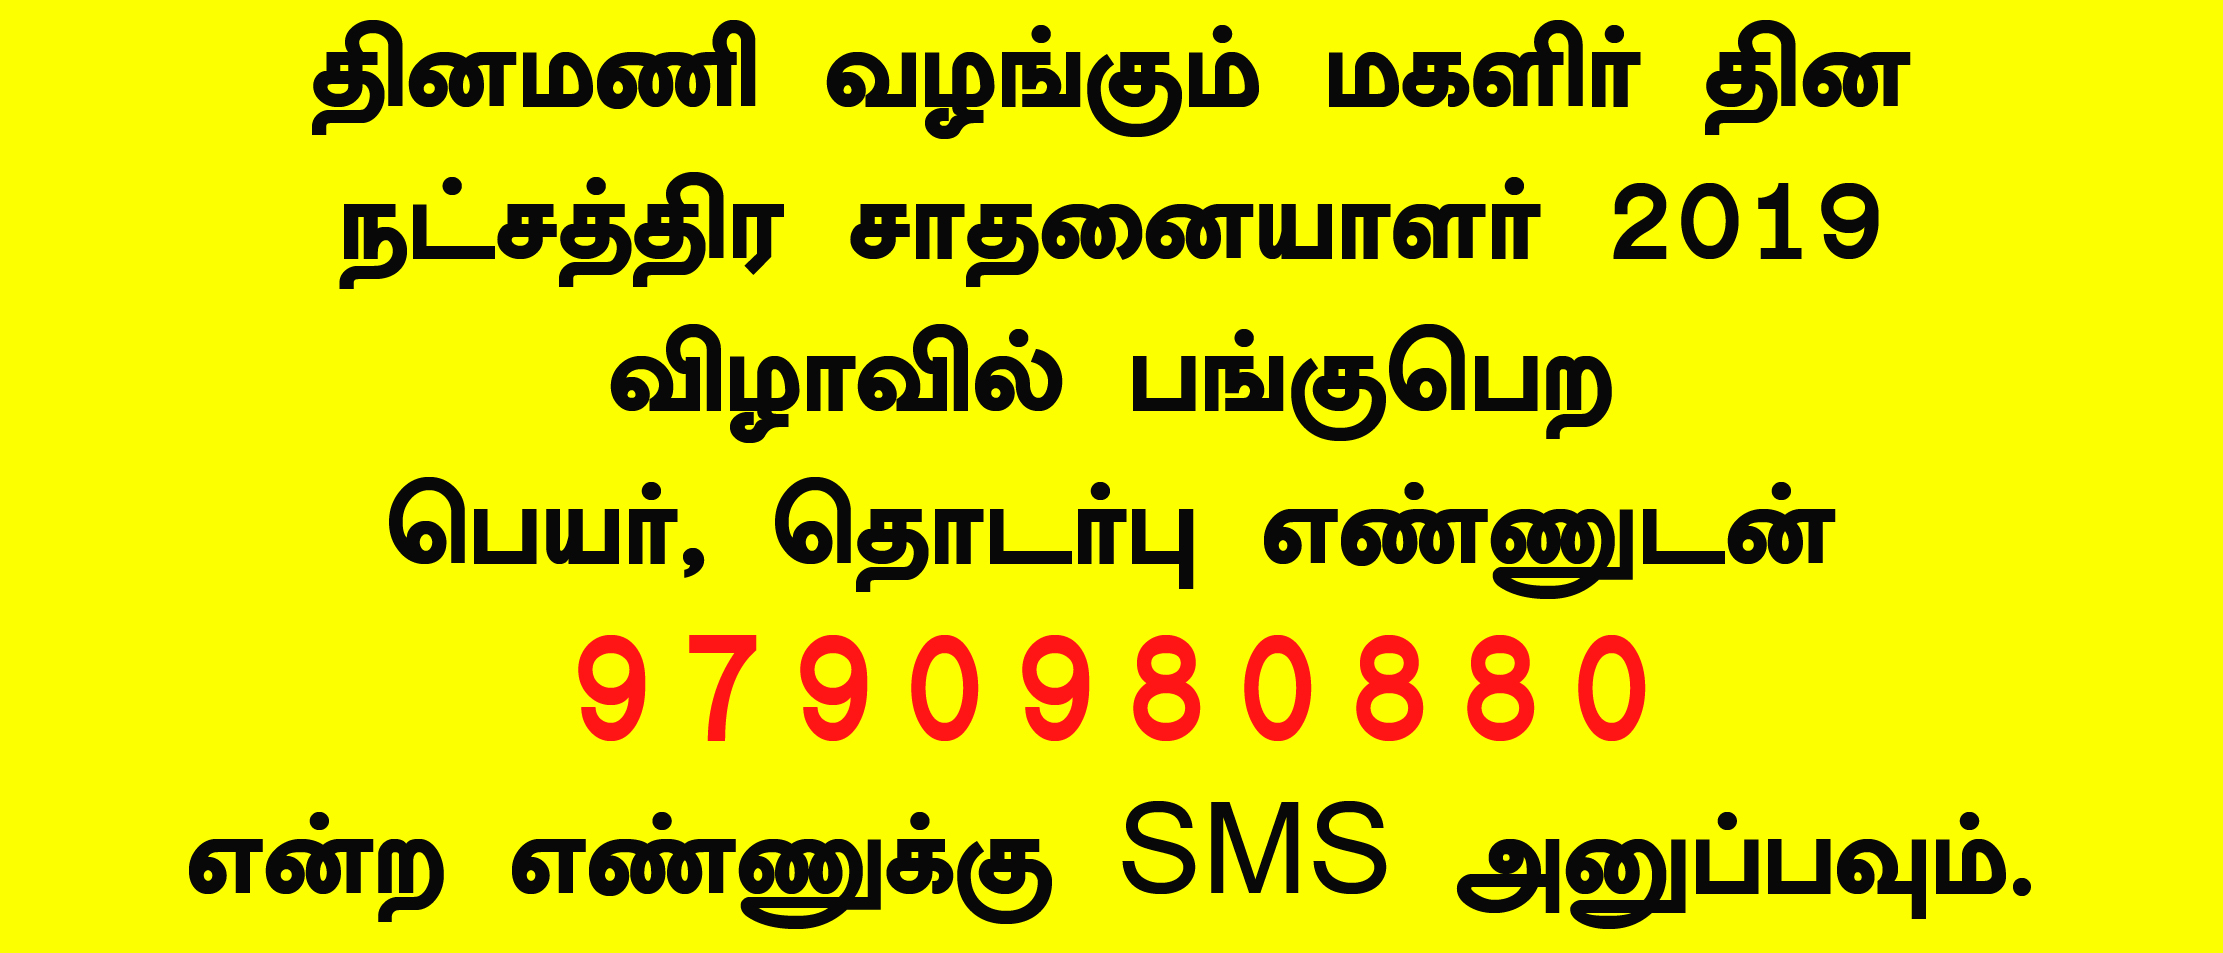 தினமணி வழங்கும் மகளிர் தின
நட்சத்திர சாதனையாளர் 2019
விழாவில் பங்குபெற
பெயர், தொடர்பு எண்ணுடன்
9790980880
என்ற எண்ணுக்கு SMS அனுப்பவும்.